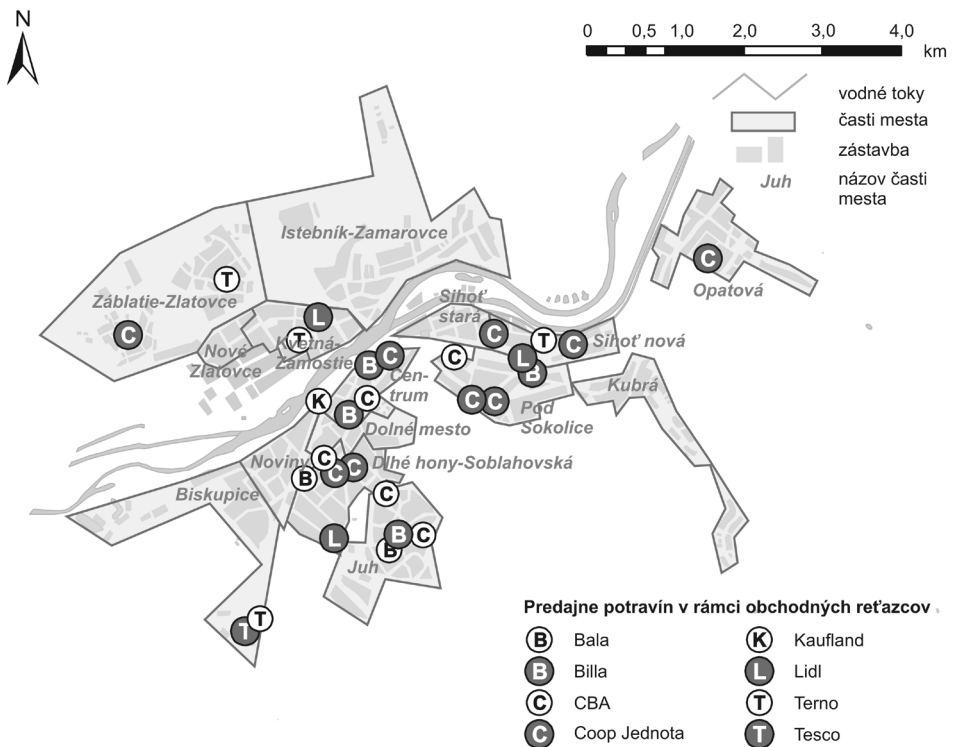 N
0 0,5 1,0 2,0 3,0 4,0
km
vodné toky
časti mesta
zástavba
Juh
názov časti
mesta
Istebník-Zamarovce
T
Záblatie-Zlatovce
C
L
T
Kvetná-
Zámostie
Nové
Zlatovce
Sihoť
stará
C
T
C
Sihoť nová
C
Opatová
C
L
B
C
C
Pod
Sokolice
Kubrá
B
C
Cen-
trum
K
C
B
Dolné mesto
Noviny
C
C
C
B
Dlhé hony-Soblahovská
Biskupice
C
L
B
C
B
Juh
T
T
Predajne potravín v rámci obchodných reťazcov
B Bala
B Billa
C CBA
C Coop Jednota
K Kaufland
L Lidl
T Terno
T Tesco